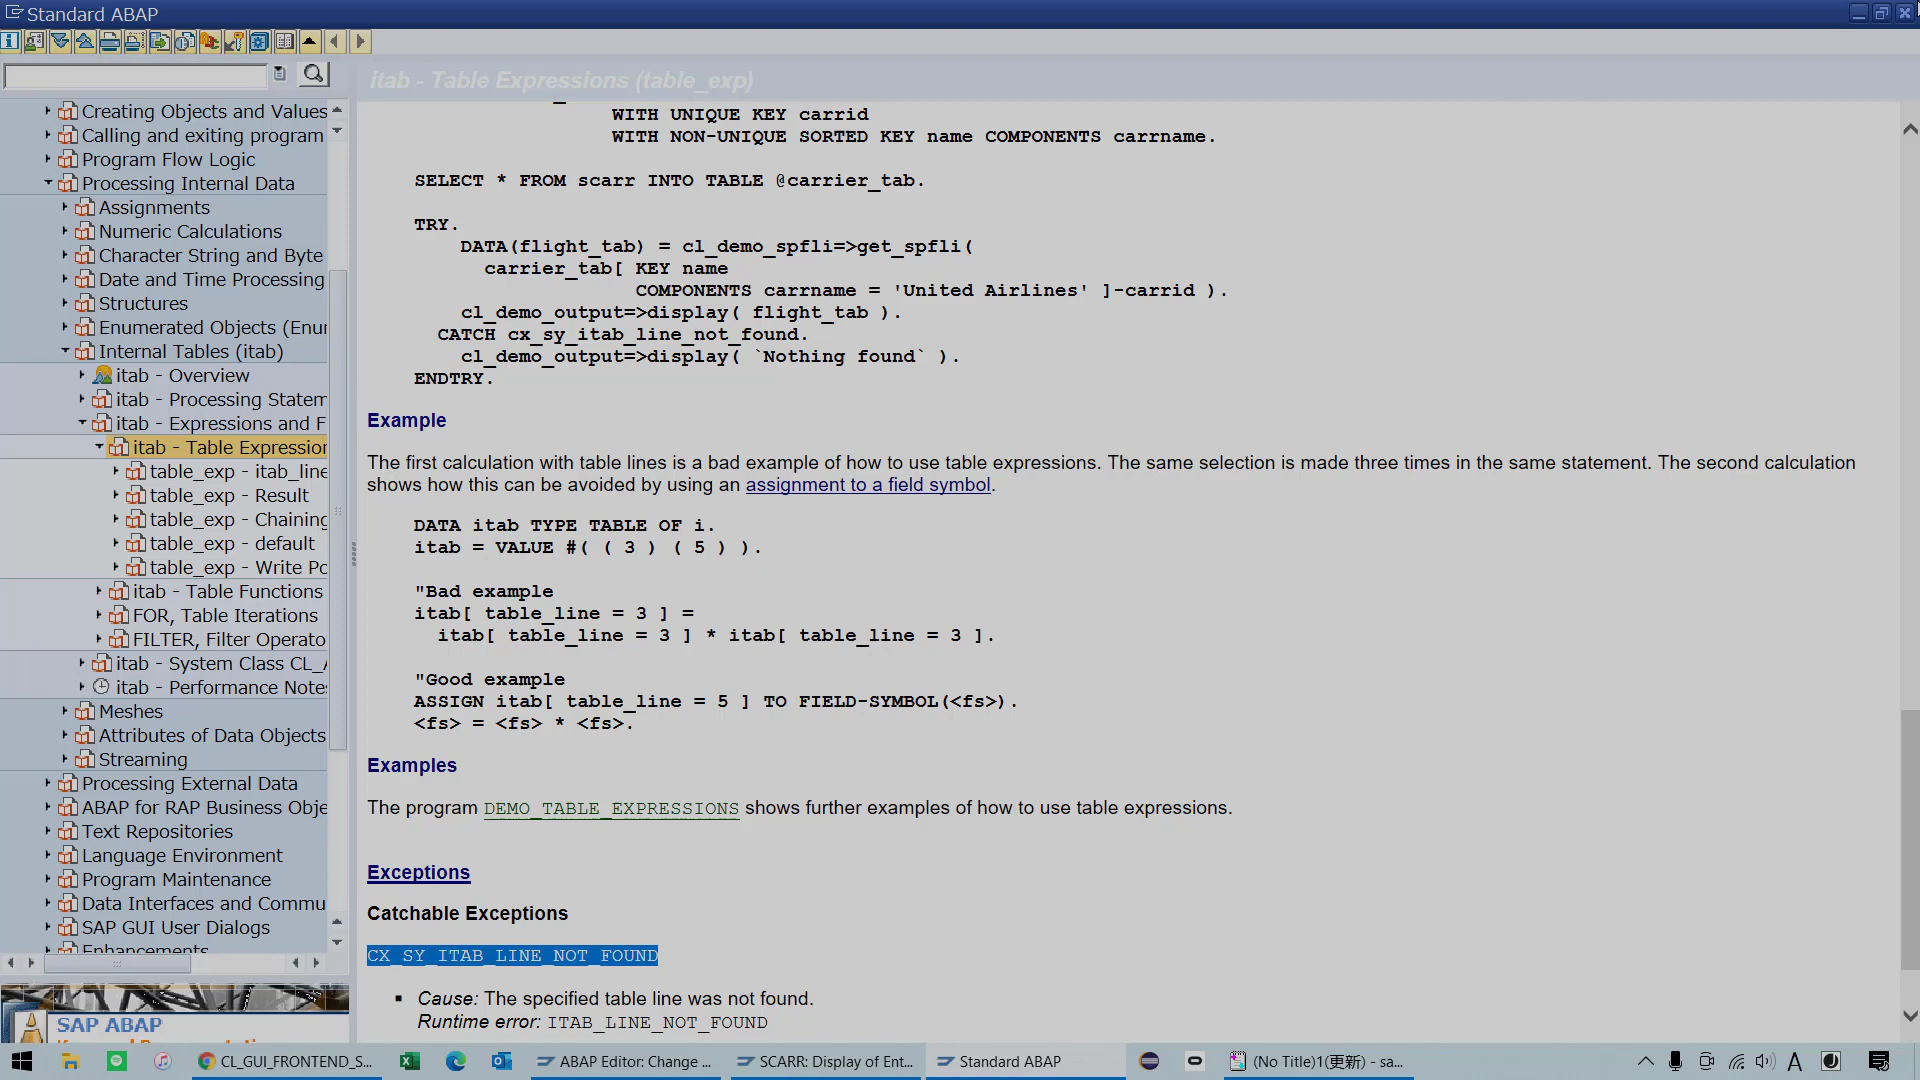 Standard ABAP
itab - Table Expressions (table_exp)
Creating Objects and Values
Calling and exiting program
Program Flow Logic
Processing Internal Data
Assignments
Numeric Calculations
Character String and Byte
Date and Time Processing
Structures
Enumerated Objects (Enur
Internal Tables (itab)
itab - Overview
itab - Processing Statem
itab - Expressions and F
itab - Table Expression
table_exp - itab_line
table_exp - Result
table_exp - Chaining
table_exp - default
table_exp - Write Po
itab - Table Functions
FOR, Table Iterations
FILTER, Filter Operato
itab - System Class CL_A
itab - Performance Note
Meshes
Attributes of Data Objects
Streaming
Processing External Data
ABAP for RAP Business Obje
Text Repositories
Language Environment
Program Maintenance
Data Interfaces and Commu
SAP GUI User Dialogs
Enhancements
SAP ABAP
WITH UNIQUE KEY carrid
WITH NON-UNIQUE SORTED KEY name COMPONENTS carrname.
SELECT * FROM scarr INTO TABLE @carrier_tab.
TRY.
DATA(flight_tab) = cl_demo_spfli=>get_spfli(
carrier_tab[ KEY name
COMPONENTS carrname = 'United Airlines' ]-carrid ).
cl_demo_output=>display( flight_tab ).
CATCH cx_sy_itab_line_not_found.
cl_demo_output=>display( `Nothing found` ).
ENDTRY.
Example
The first calculation with table lines is a bad example of how to use table expressions. The same selection is made three times in the same statement. The second calculation
shows how this can be avoided by using an assignment to a field symbol.
DATA itab TYPE TABLE OF i.
itab = VALUE #( ( 3 ) ( 5 ) ).
"Bad example
itab[ table_line = 3 ] =
itab[ table_line = 3 ] * itab[ table_line = 3 ].
"Good example
ASSIGN itab[ table_line = 5 ] TO FIELD-SYMBOL(<fs>).
<fs> = <fs> * <fs>.
Examples
The program DEMO_TABLE_EXPRESSIONS shows further examples of how to use table expressions.
Exceptions
Catchable Exceptions
CX_SY_ITAB_LINE_NOT_FOUND
Cause: The specified table line was not found.
Runtime error: ITAB_LINE_NOT_FOUND
CL_GUI_FRONTEND_S... ABAP Editor: Change ... SCARR: Display of Ent... Standard ABAP (No Title)1(更新) - sa... A